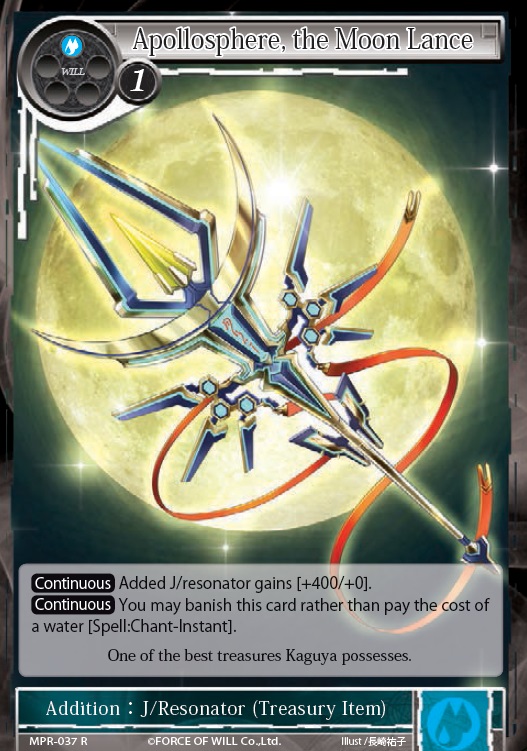 Apollosphere, the Moon Lance
WILL
1
Continuous Added J/resonator gains [+400/+0].
Continuous You may banish this card rather than pay the cost of
a water [Spell:Chant-Instant].
One of the best treasures Kaguya possesses.
Addition : J/Resonator (Treasury Item)
MPR-037 R ©FORCE OF WILL Co.,Ltd. Illust /長崎祐子